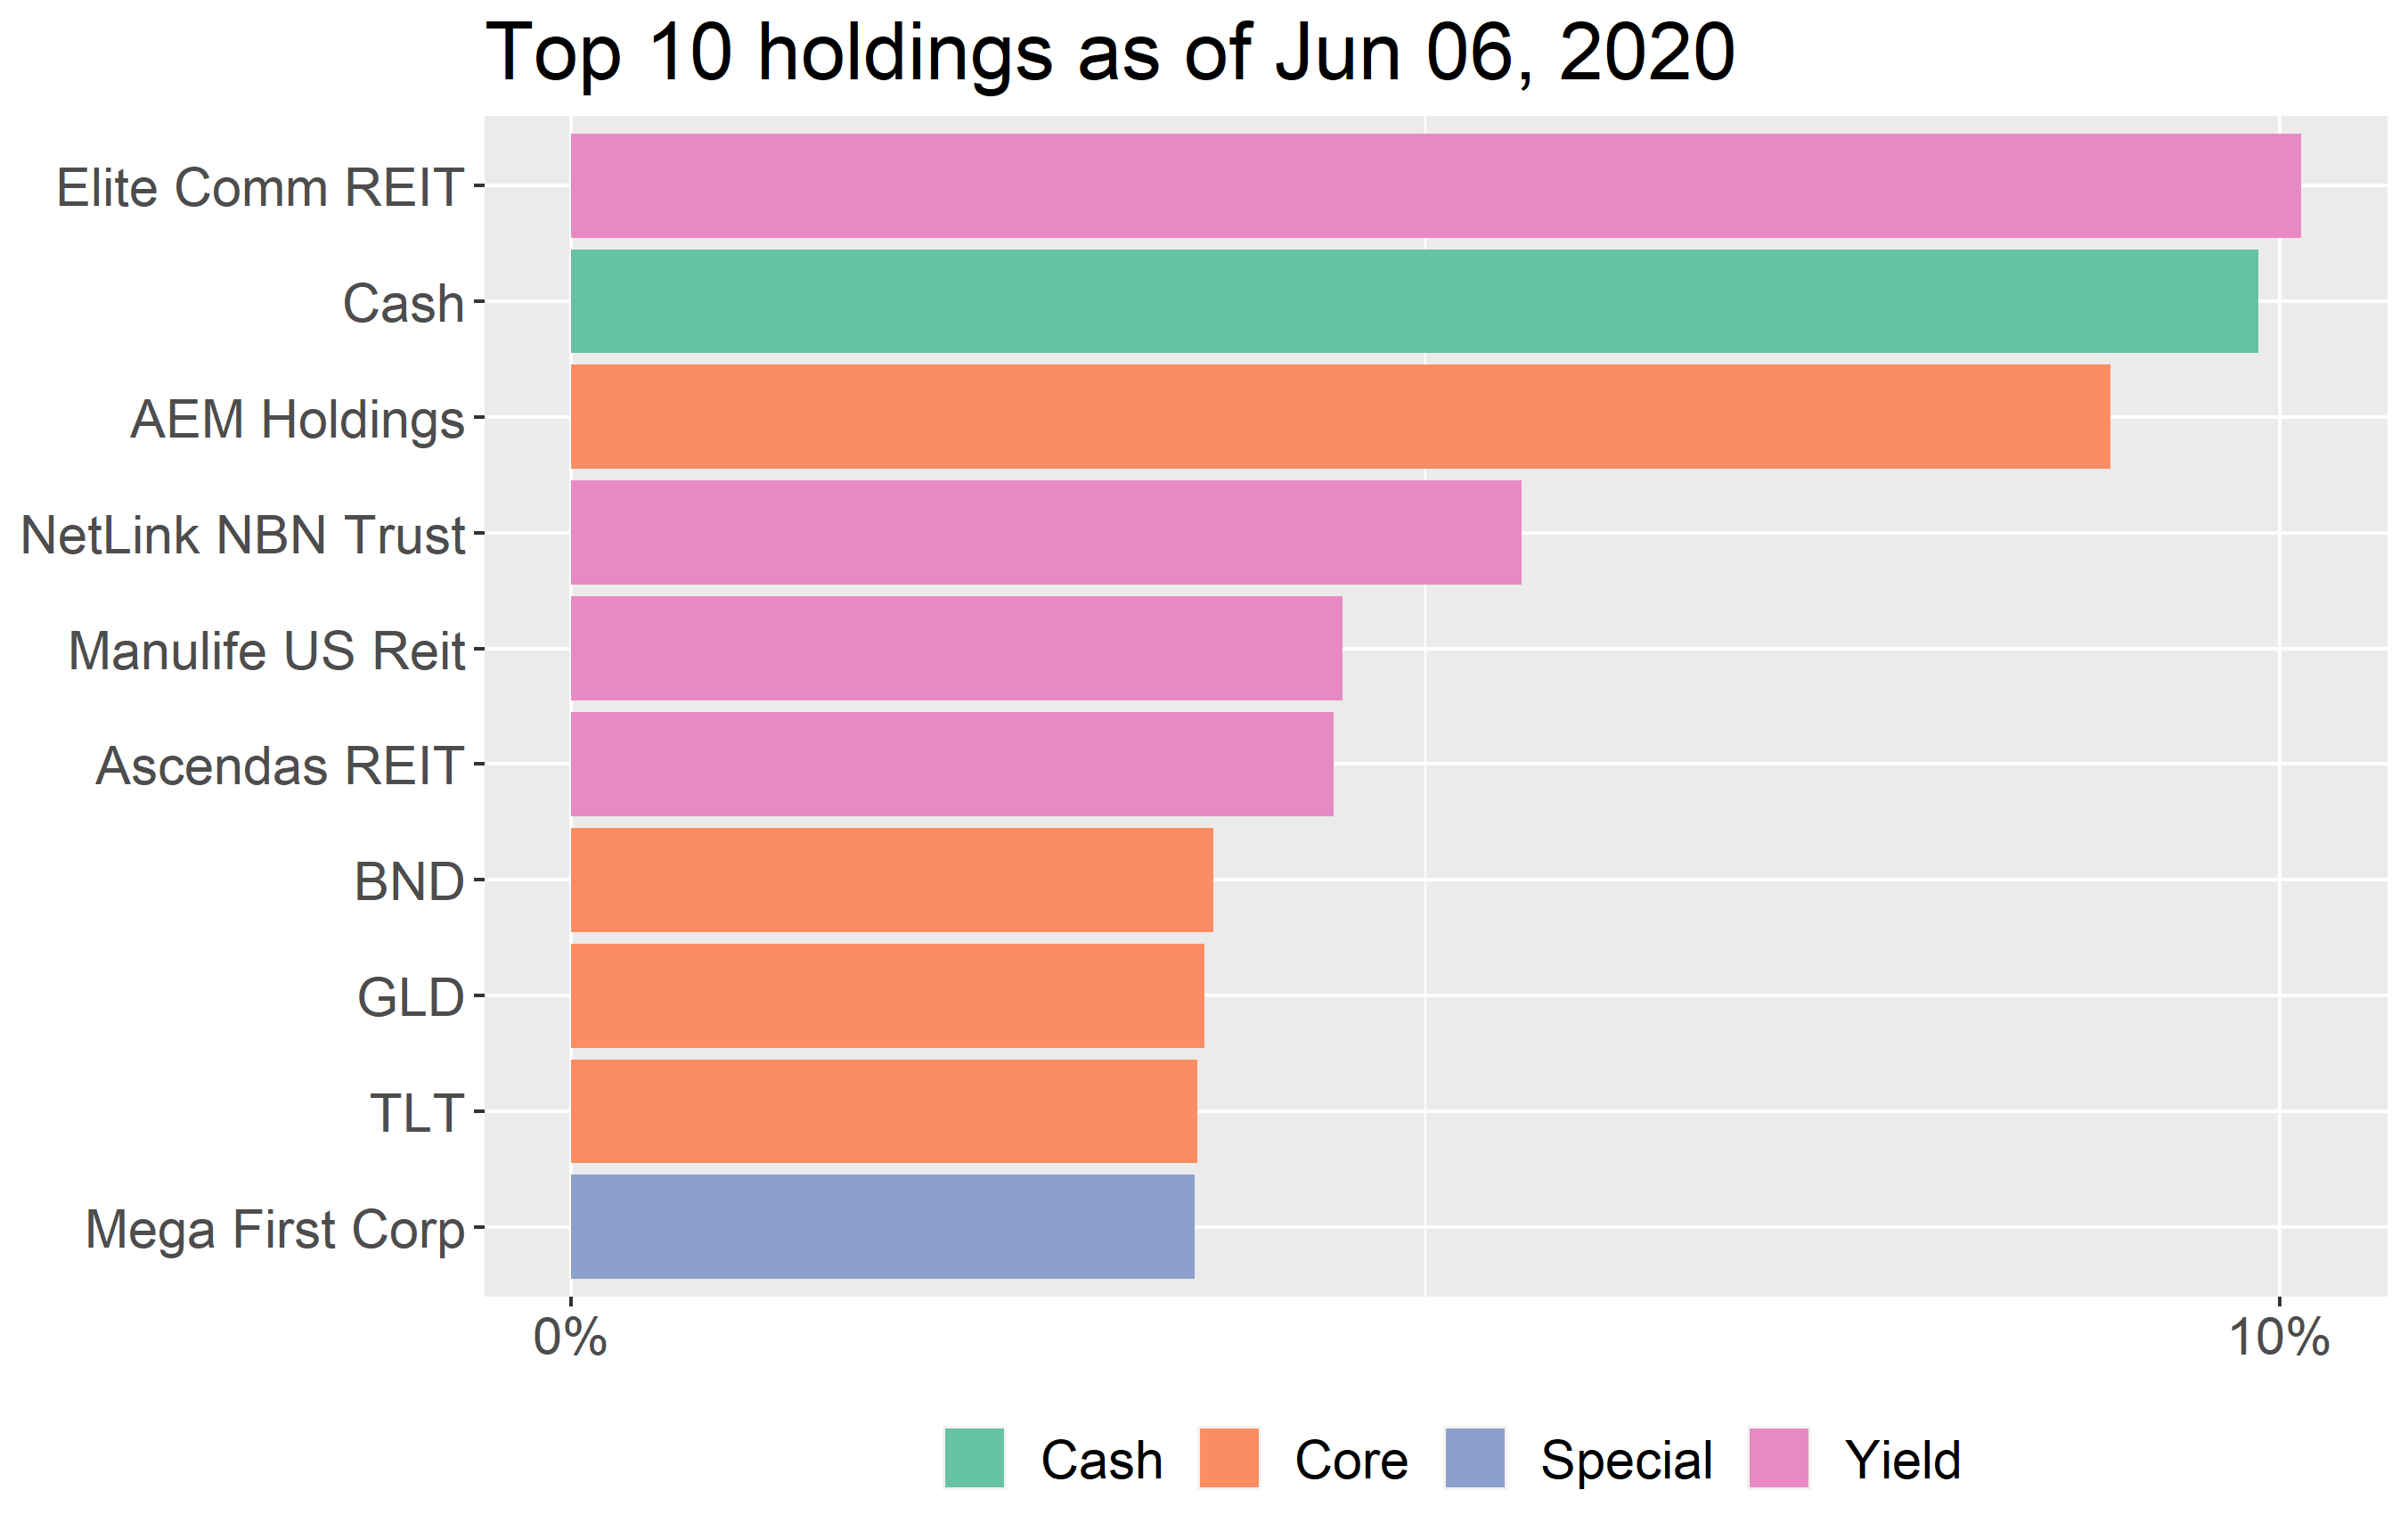 Top 10 holdings as of Jun 06, 2020
Elite Comm REIT
Cash
AEM Holdings
NetLink NBN Trust
Manulife US Reit
Ascendas REIT
BND
GLD
TLT
Mega First Corp
0% 10%
Cash Core Special Yield